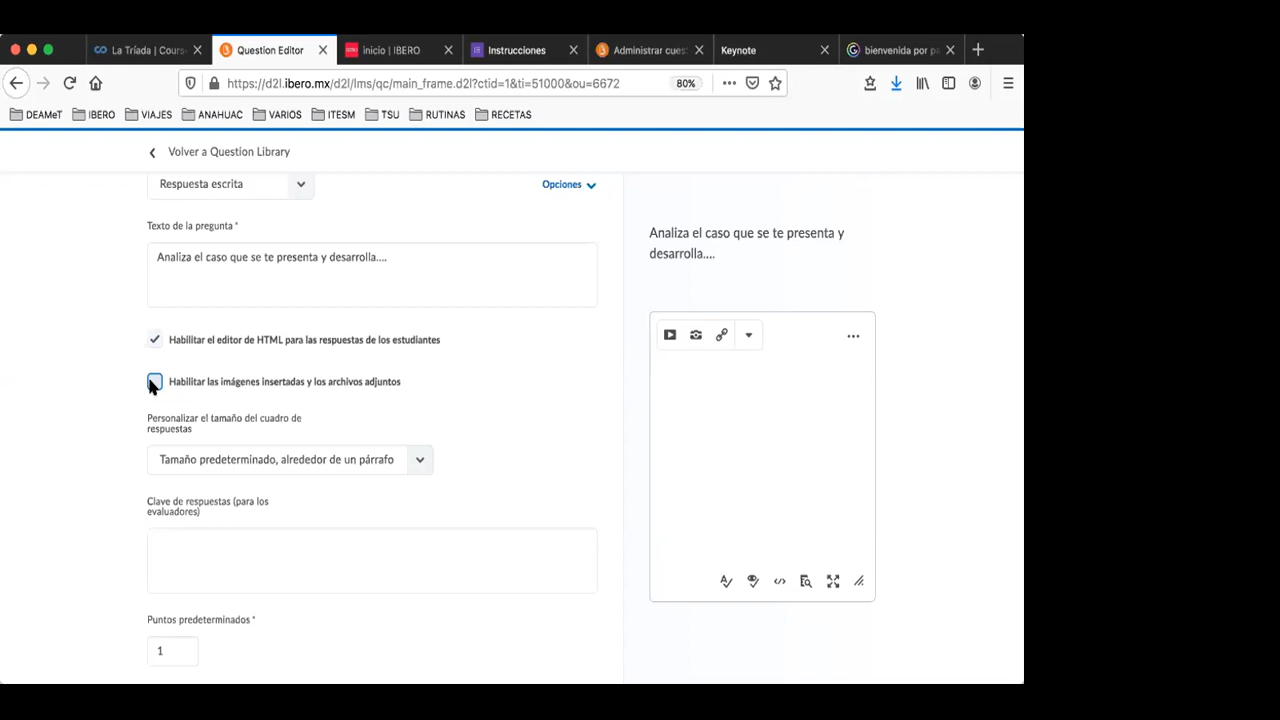 La Tríada | Cours
Question Editor
inicio | IBERO
Instrucciones
Administrar cues
Keynote
bienvenida por pa
https://d2l.ibero.mx/d2l/lms/qc/main_frame.d2l?ctid=1&ti=51000&ou=6672
80%
DEAMeT
IBERO
VIAJES
ANAHUAC
VARIOS
ITESM
TSU
RUTINAS
RECETAS
Volver a Question Library
Respuesta escrita
Opciones
Texto de la pregunta *
Analiza el caso que se te presenta y desarrolla....
Habilitar el editor de HTML para las respuestas de los estudiantes
Habilitar las imágenes insertadas y los archivos adjuntos
Personalizar el tamaño del cuadro de
respuestas
Tamaño predeterminado, alrededor de un párrafo
Clave de respuestas (para los
evaluadores)
Puntos predeterminados *
1
Analiza el caso que se te presenta y
desarrolla....